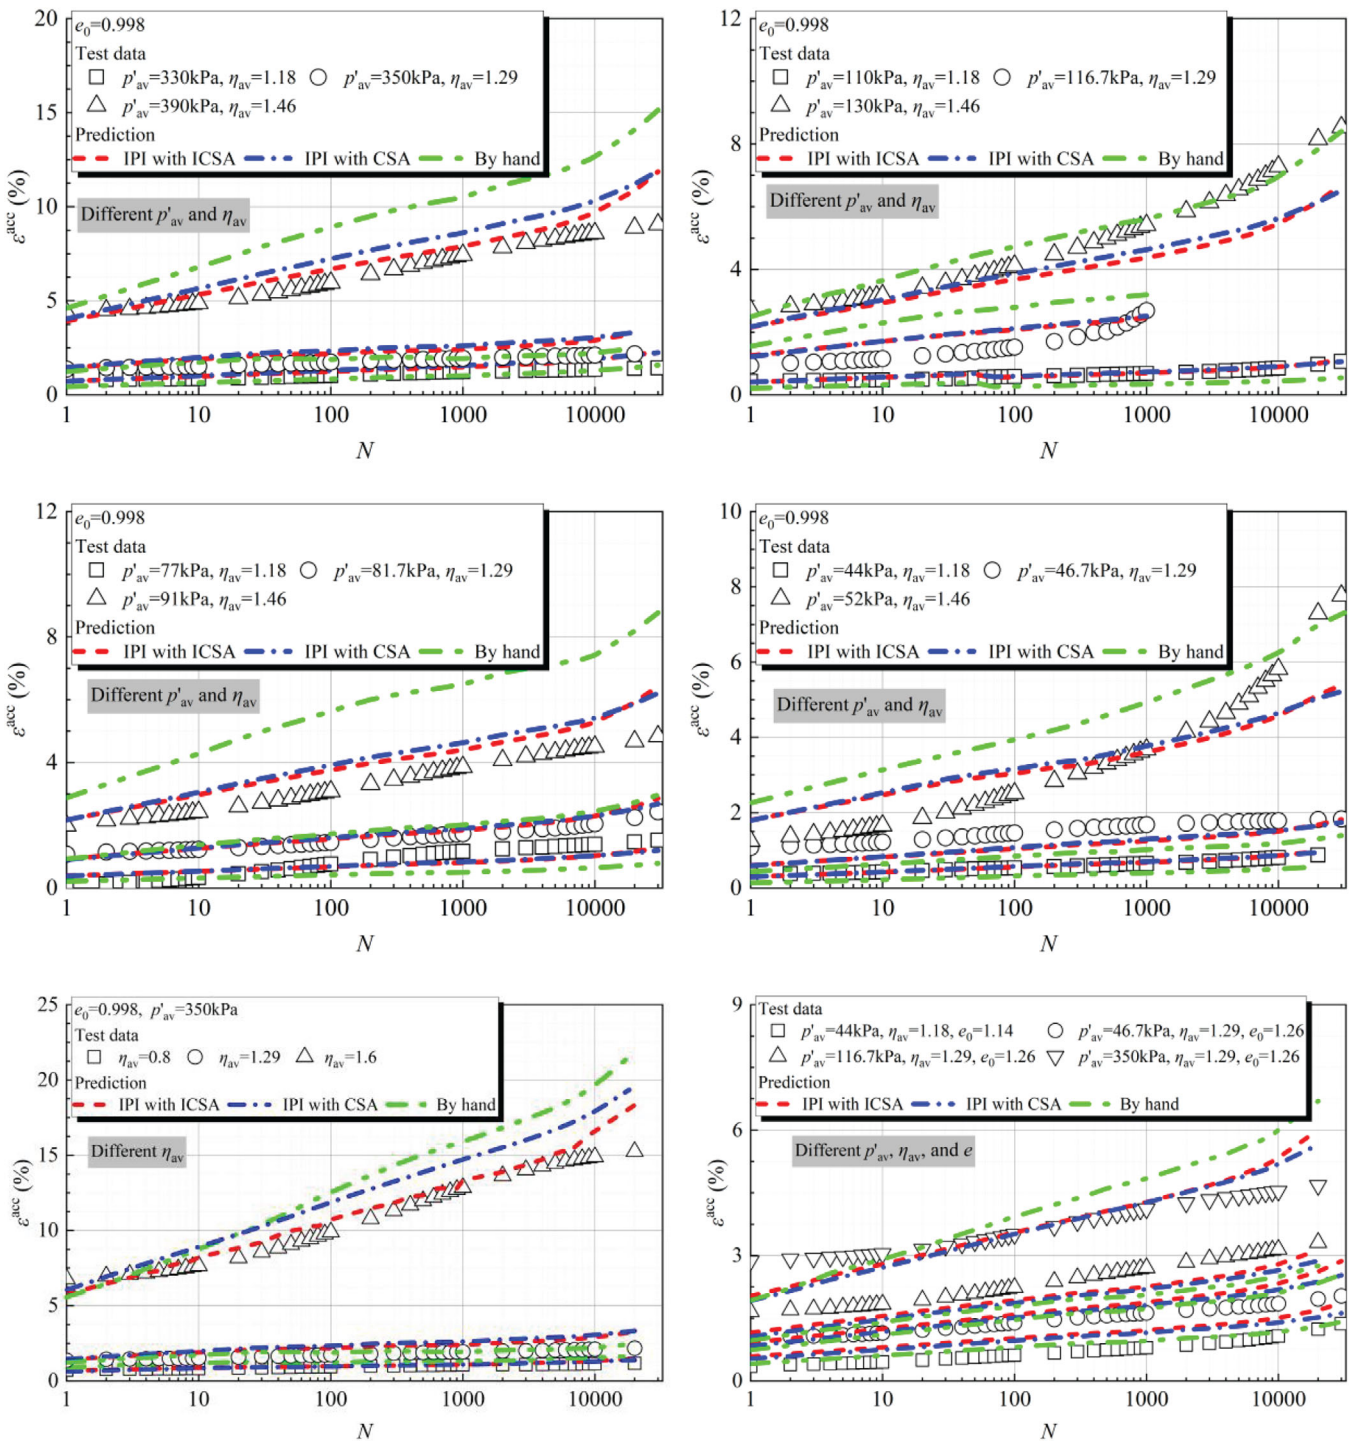 20
15
10
5
0
ε^acc (%)
e₀=0.998
Test data
p'av=330kPa, ηav=1.18
p'av=350kPa, ηav=1.29
p'av=390kPa, ηav=1.46
Prediction
IPI with ICSA
IPI with CSA
By hand
Different p'av and ηav
1 10 100 1000 10000
N
12
8
4
0
ε^acc (%)
e₀=0.998
Test data
p'av=110kPa, ηav=1.18
p'av=116.7kPa, ηav=1.29
p'av=130kPa, ηav=1.46
Prediction
IPI with ICSA
IPI with CSA
By hand
Different p'av and ηav
1 10 100 1000 10000
N
12
8
4
0
ε^acc (%)
e₀=0.998
Test data
p'av=77kPa, ηav=1.18
p'av=81.7kPa, ηav=1.29
p'av=91kPa, ηav=1.46
Prediction
IPI with ICSA
IPI with CSA
By hand
Different p'av and ηav
1 10 100 1000 10000
N
10
8
6
4
2
0
ε^acc (%)
e₀=0.998
Test data
p'av=44kPa, ηav=1.18
p'av=46.7kPa, ηav=1.29
p'av=52kPa, ηav=1.46
Prediction
IPI with ICSA
IPI with CSA
By hand
Different p'av and ηav
1 10 100 1000 10000
N
25
20
15
10
5
0
ε^acc (%)
e₀=0.998, p'av=350kPa
Test data
ηav=0.8
ηav=1.29
ηav=1.6
Prediction
IPI with ICSA
IPI with CSA
By hand
Different ηav
1 10 100 1000 10000
N
9
6
3
0
ε^acc (%)
Test data
p'av=44kPa, ηav=1.18, e₀=1.14
p'av=46.7kPa, ηav=1.29, e₀=1.26
p'av=116.7kPa, ηav=1.29, e₀=1.26
p'av=350kPa, ηav=1.29, e₀=1.26
Prediction
IPI with ICSA
IPI with CSA
By hand
Different p'av, ηav, and e
1 10 100 1000 10000
N